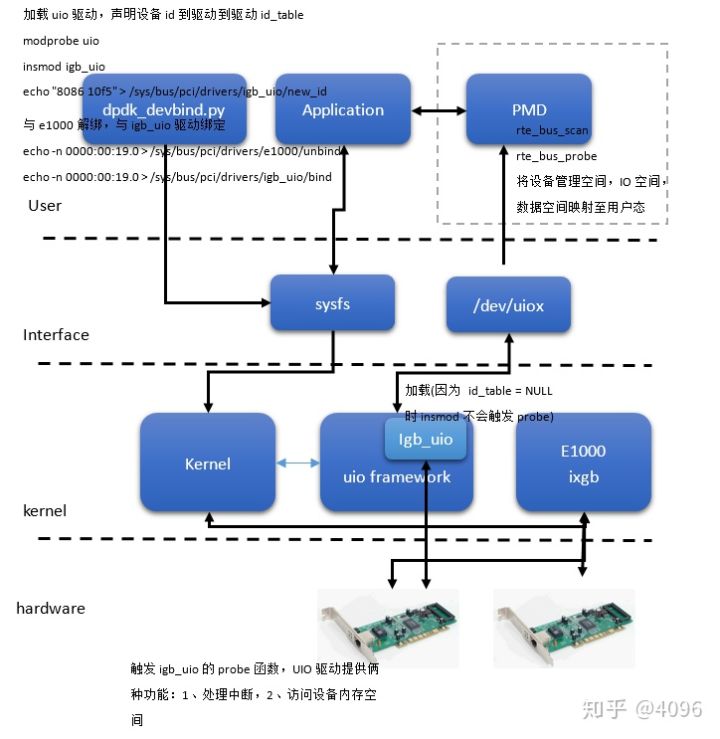 加载 uio 驱动，声明设备 id 到驱动到驱动 id_table
modprobe uio
insmod igb_uio
echo "8086 10f5" > /sys/bus/pci/drivers/igb_uio/new_id
dpdk_devbind.py
Application
PMD
与 e1000 解绑，与 igb_uio 驱动绑定
echo -n 0000:00:19.0 > /sys/bus/pci/drivers/e1000/unbind
echo -n 0000:00:19.0 > /sys/bus/pci/drivers/igb_uio/bind
rte_bus_scan
rte_bus_probe
将设备管理空间，IO 空间，
数据空间映射至用户态
User
sysfs
/dev/uiox
Interface
加载(因为 id_table = NULL
时 insmod 不会触发 probe)
Kernel
Igb_uio
uio framework
E1000
ixgb
kernel
hardware
触发 igb_uio 的 probe 函数，UIO 驱动提供俩
种功能：1、处理中断，2、访问设备内存空
间
知乎 @4096